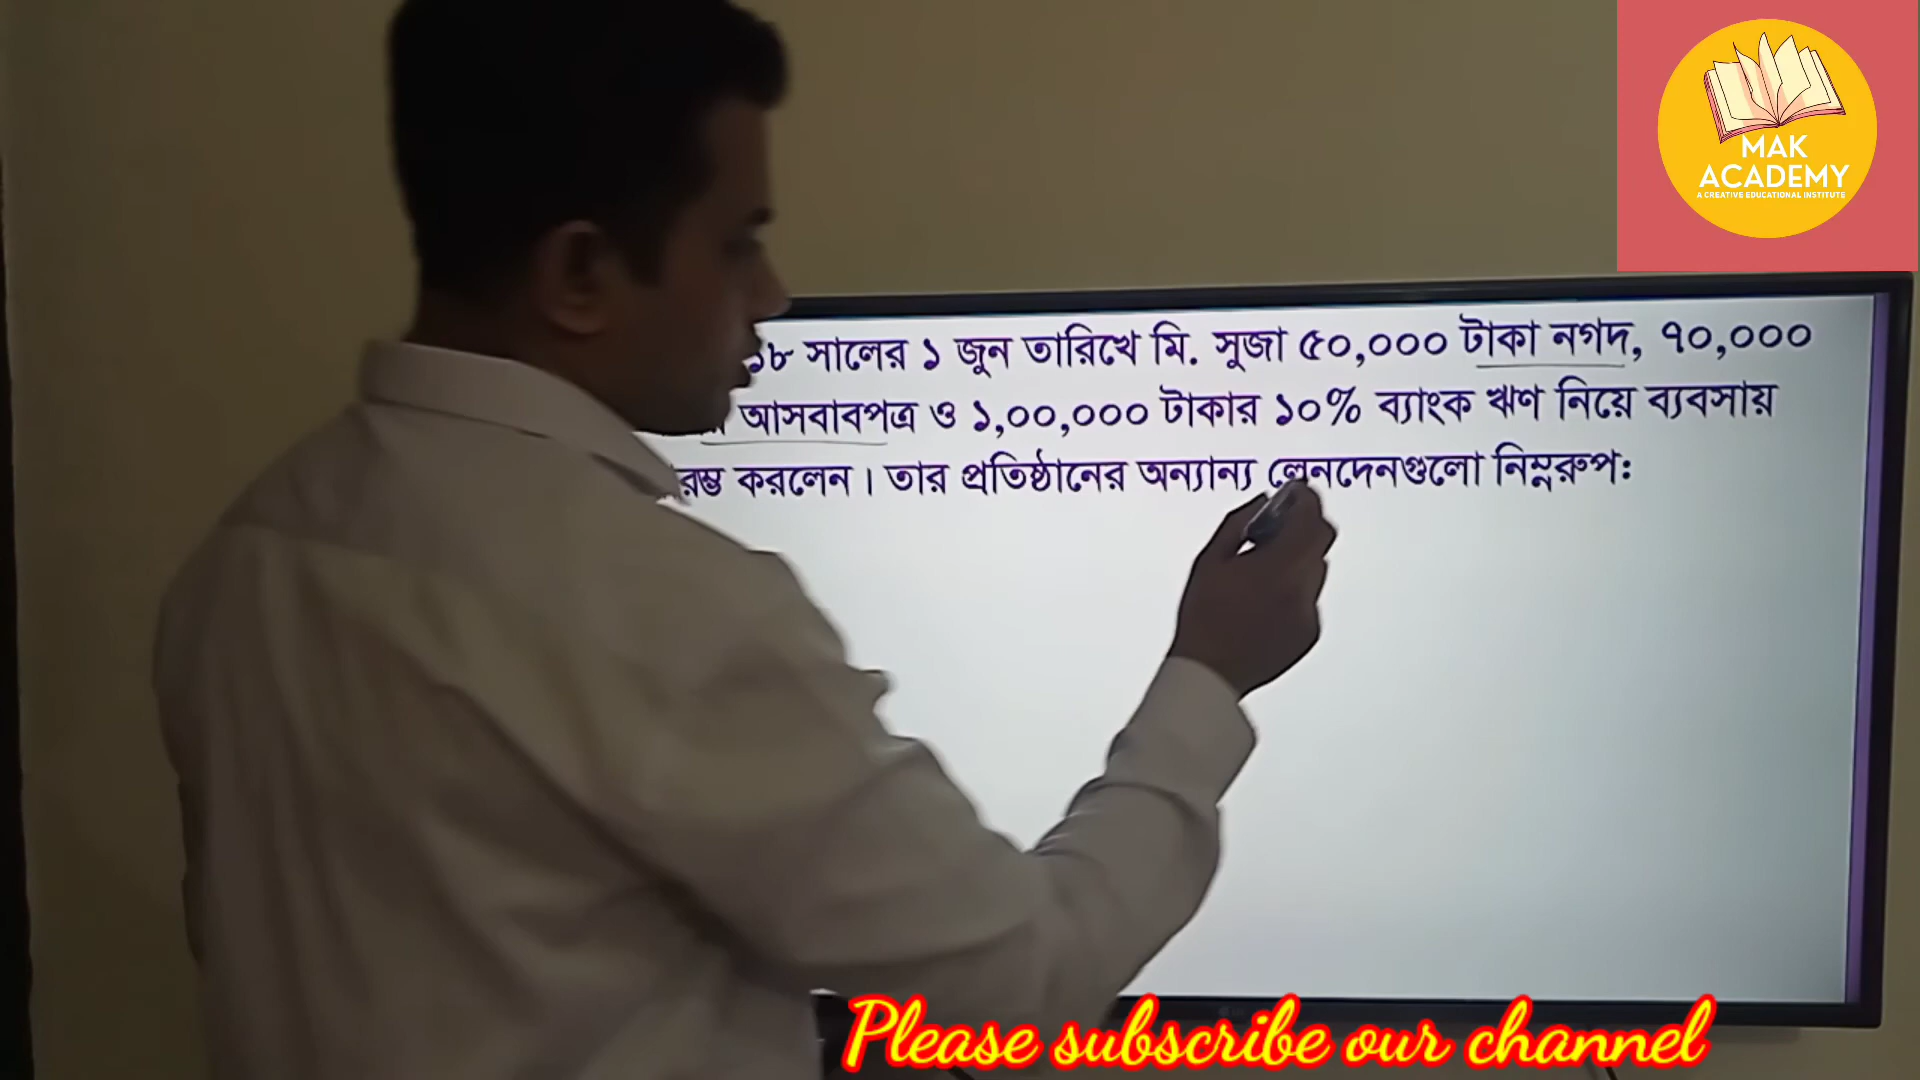 MAK
ACADEMY
A CREATIVE EDUCATIONAL INSTITUTE
১৮ সালের ১ জুন তারিখে মি. সুজা ৫০,০০০ টাকা নগদ, ৭০,০০০
আসবাবপত্র ও ১,০০,০০০ টাকার ১০% ব্যাংক ঋণ নিয়ে ব্যবসায়
রম্ভ করলেন। তার প্রতিষ্ঠানের অন্যান্য লেনদেনগুলো নিম্নরুপঃ
Please subscribe our channel